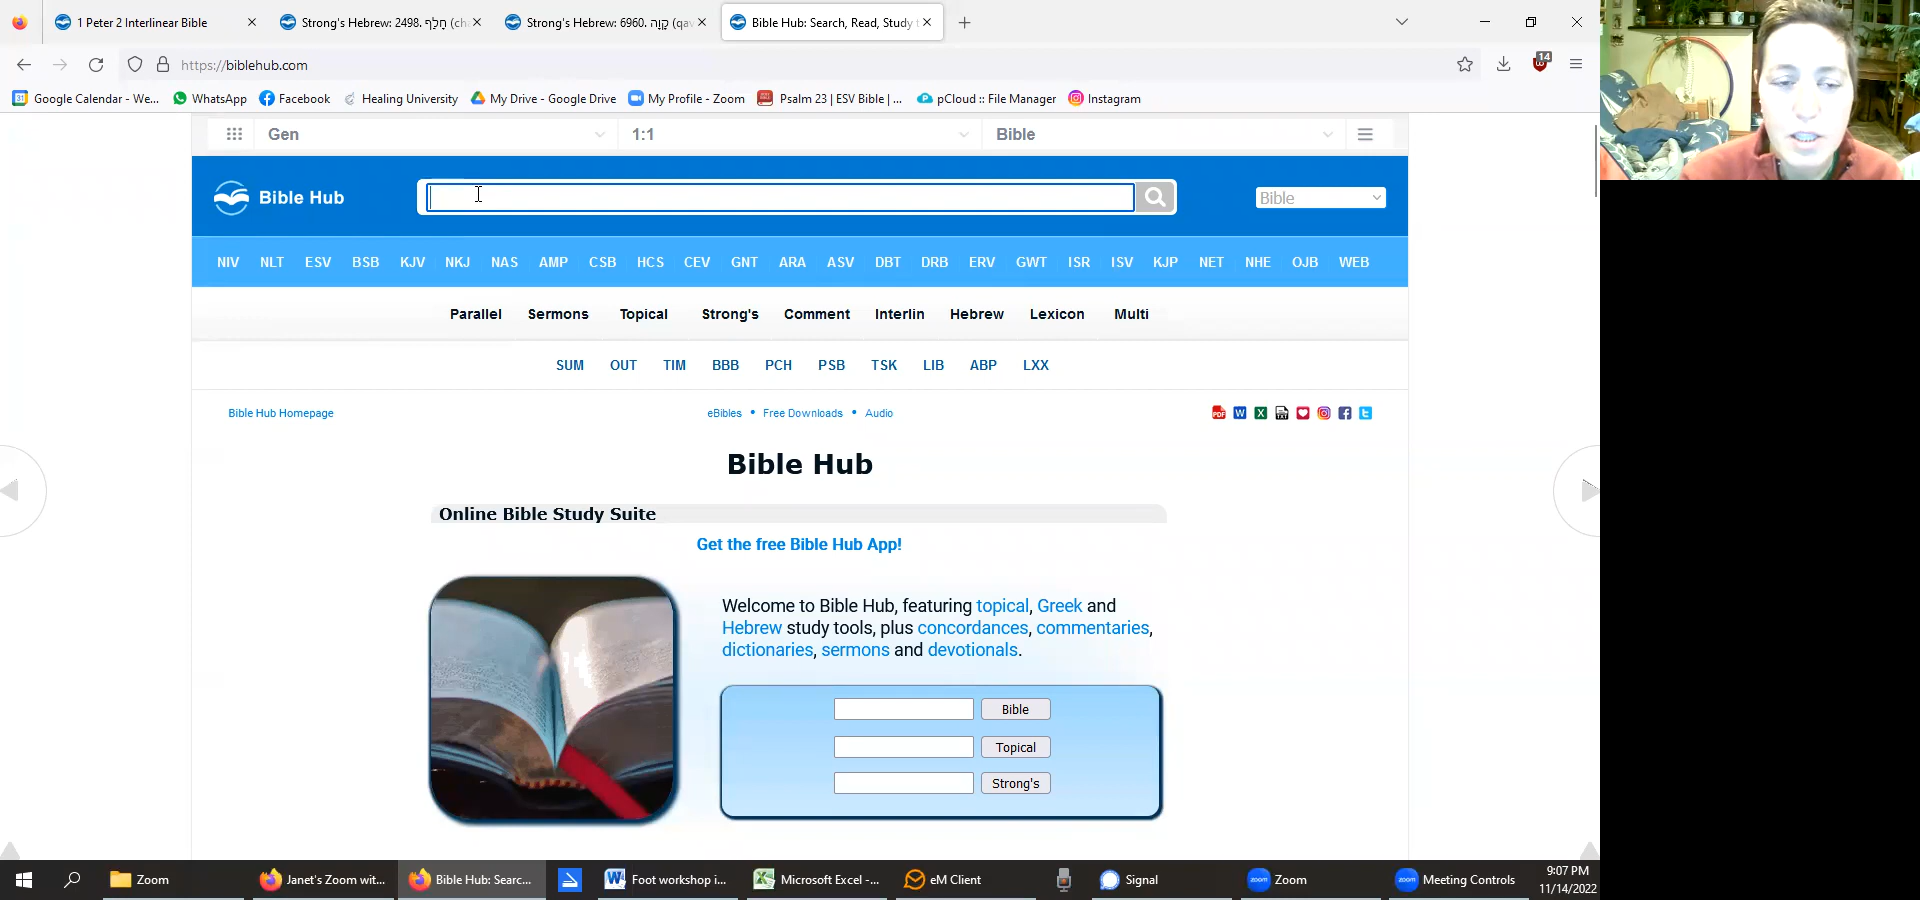 1 Peter 2 Interlinear Bible
Strong's Hebrew: 2498. חָלַף (ch
Strong's Hebrew: 6960. קָוָה (qav
Bible Hub: Search, Read, Study t
https://biblehub.com
14
Google Calendar - We...
WhatsApp
Facebook
Healing University
My Drive - Google Drive
My Profile - Zoom
Psalm 23 | ESV Bible | ...
pCloud :: File Manager
Instagram
Gen
1:1
Bible
Bible Hub
Bible
NIV NLT ESV BSB KJV NKJ NAS AMP CSB HCS CEV GNT ARA ASV DBT DRB ERV GWT ISR ISV KJP NET NHE OJB WEB
Parallel Sermons Topical Strong's Comment Interlin Hebrew Lexicon Multi
SUM OUT TIM BBB PCH PSB TSK LIB ABP LXX
Bible Hub Homepage
eBibles • Free Downloads • Audio
Bible Hub
Online Bible Study Suite
Get the free Bible Hub App!
Welcome to Bible Hub, featuring topical, Greek and
Hebrew study tools, plus concordances, commentaries,
dictionaries, sermons and devotionals.
Bible
Topical
Strong's
Zoom
Janet's Zoom wit...
Bible Hub: Searc...
Foot workshop i...
Microsoft Excel -...
eM Client
Signal
Zoom
Meeting Controls
9:07 PM
11/14/2022